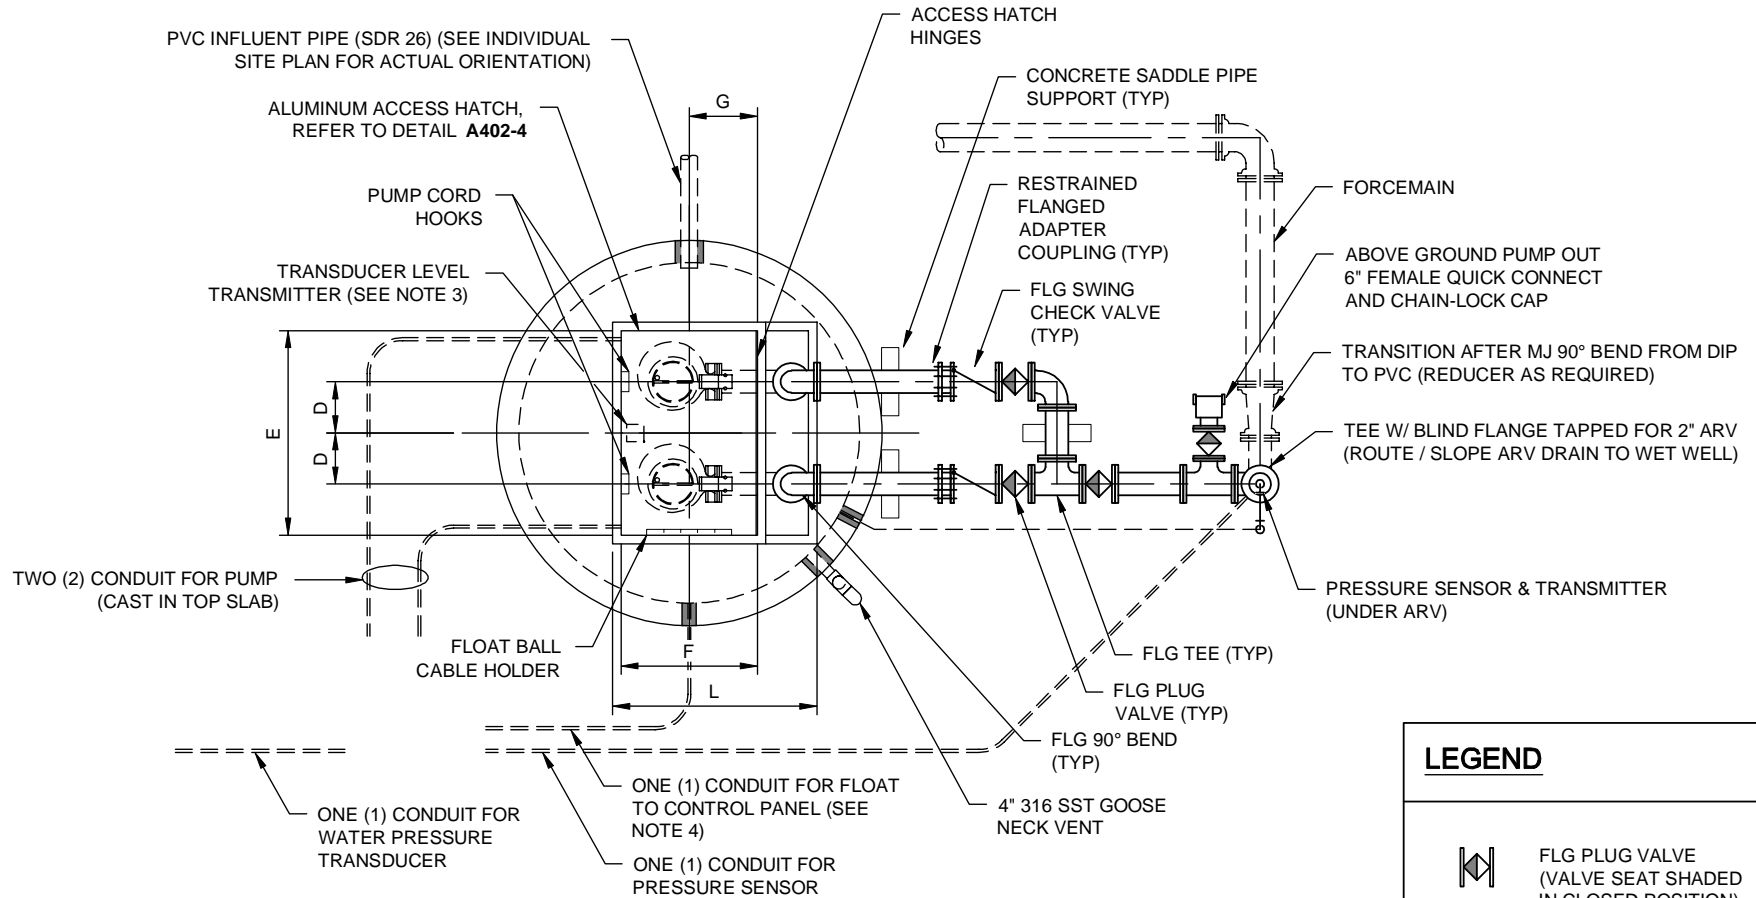 PVC INFLUENT PIPE (SDR 26) (SEE INDIVIDUAL
SITE PLAN FOR ACTUAL ORIENTATION)
ALUMINUM ACCESS HATCH,
REFER TO DETAIL A402-4
PUMP CORD
HOOKS
TRANSDUCER LEVEL
TRANSMITTER (SEE NOTE 3)
G
ACCESS HATCH
HINGES
CONCRETE SADDLE PIPE
SUPPORT (TYP)
RESTRAINED
FLANGED
ADAPTER
COUPLING (TYP)
FLG SWING
CHECK VALVE
(TYP)
FORCEMAIN
ABOVE GROUND PUMP OUT
6" FEMALE QUICK CONNECT
AND CHAIN-LOCK CAP
TRANSITION AFTER MJ 90° BEND FROM DIP
TO PVC (REDUCER AS REQUIRED)
TEE W/ BLIND FLANGE TAPPED FOR 2" ARV
(ROUTE / SLOPE ARV DRAIN TO WET WELL)
PRESSURE SENSOR & TRANSMITTER
(UNDER ARV)
E
D
D
TWO (2) CONDUIT FOR PUMP
(CAST IN TOP SLAB)
FLOAT BALL
CABLE HOLDER
F
L
FLG TEE (TYP)
FLG PLUG
VALVE (TYP)
FLG 90° BEND
(TYP)
4" 316 SST GOOSE
NECK VENT
ONE (1) CONDUIT FOR
WATER PRESSURE
TRANSDUCER
ONE (1) CONDUIT FOR FLOAT
TO CONTROL PANEL (SEE
NOTE 4)
ONE (1) CONDUIT FOR
PRESSURE SENSOR
LEGEND
FLG PLUG VALVE
(VALVE SEAT SHADED
IN CLOSED POSITION)